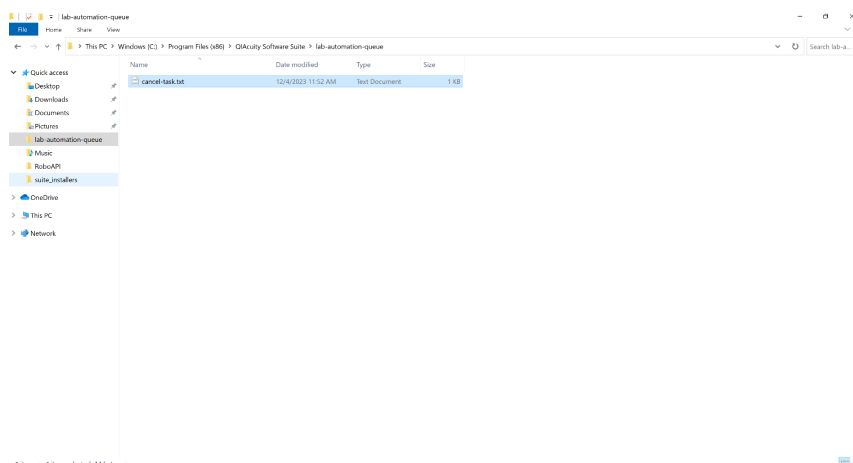 lab-automation-queue
File Home Share View
This PC > Windows (C:) > Program Files (x86) > QIAcuity Software Suite > lab-automation-queue
Search lab-a...
Name Date modified Type Size
cancel-task.txt 12/4/2023 11:52 AM Text Document 1 KB
Quick access
Desktop
Downloads
Documents
Pictures
lab-automation-queue
Music
RoboAPI
suite_installers
OneDrive
This PC
Network